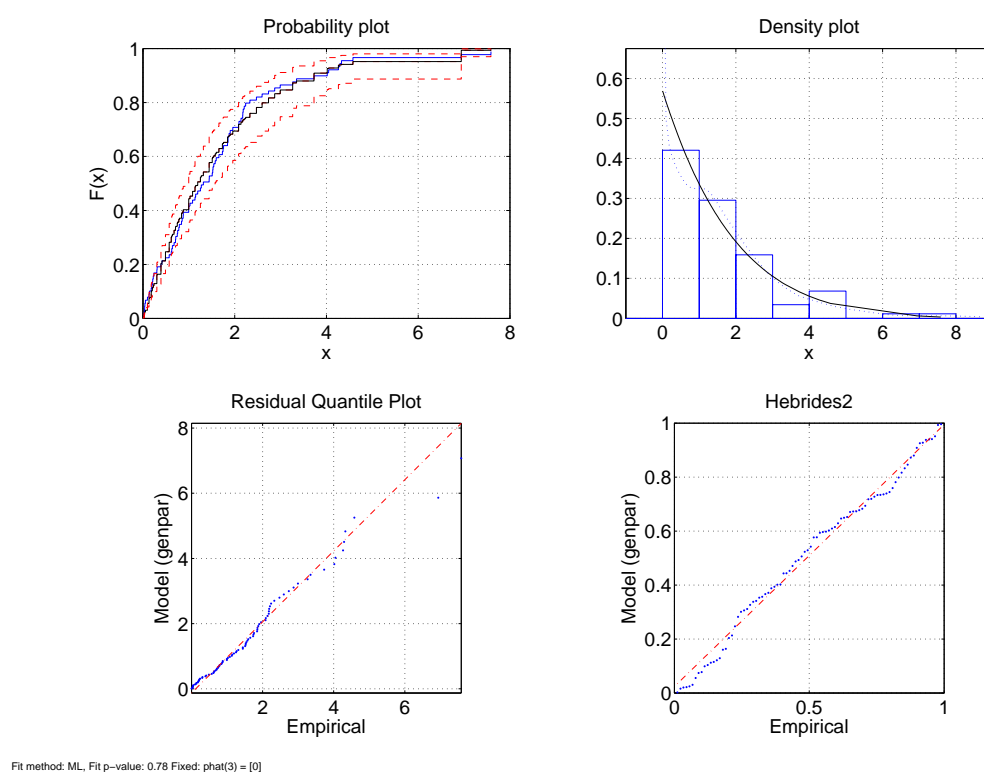 Probability plot
1
0.8
0.6
0.4
0.2
0
F(x)
0 2 4 6 8
x
Density plot
0.6
0.5
0.4
0.3
0.2
0.1
0
0 2 4 6 8
x
Residual Quantile Plot
8
6
4
2
0
Model (genpar)
2 4 6
Empirical
Hebrides2
1
0.8
0.6
0.4
0.2
0
Model (genpar)
0 0.5 1
Empirical
Fit method: ML, Fit p−value: 0.78 Fixed: phat(3) = [0]